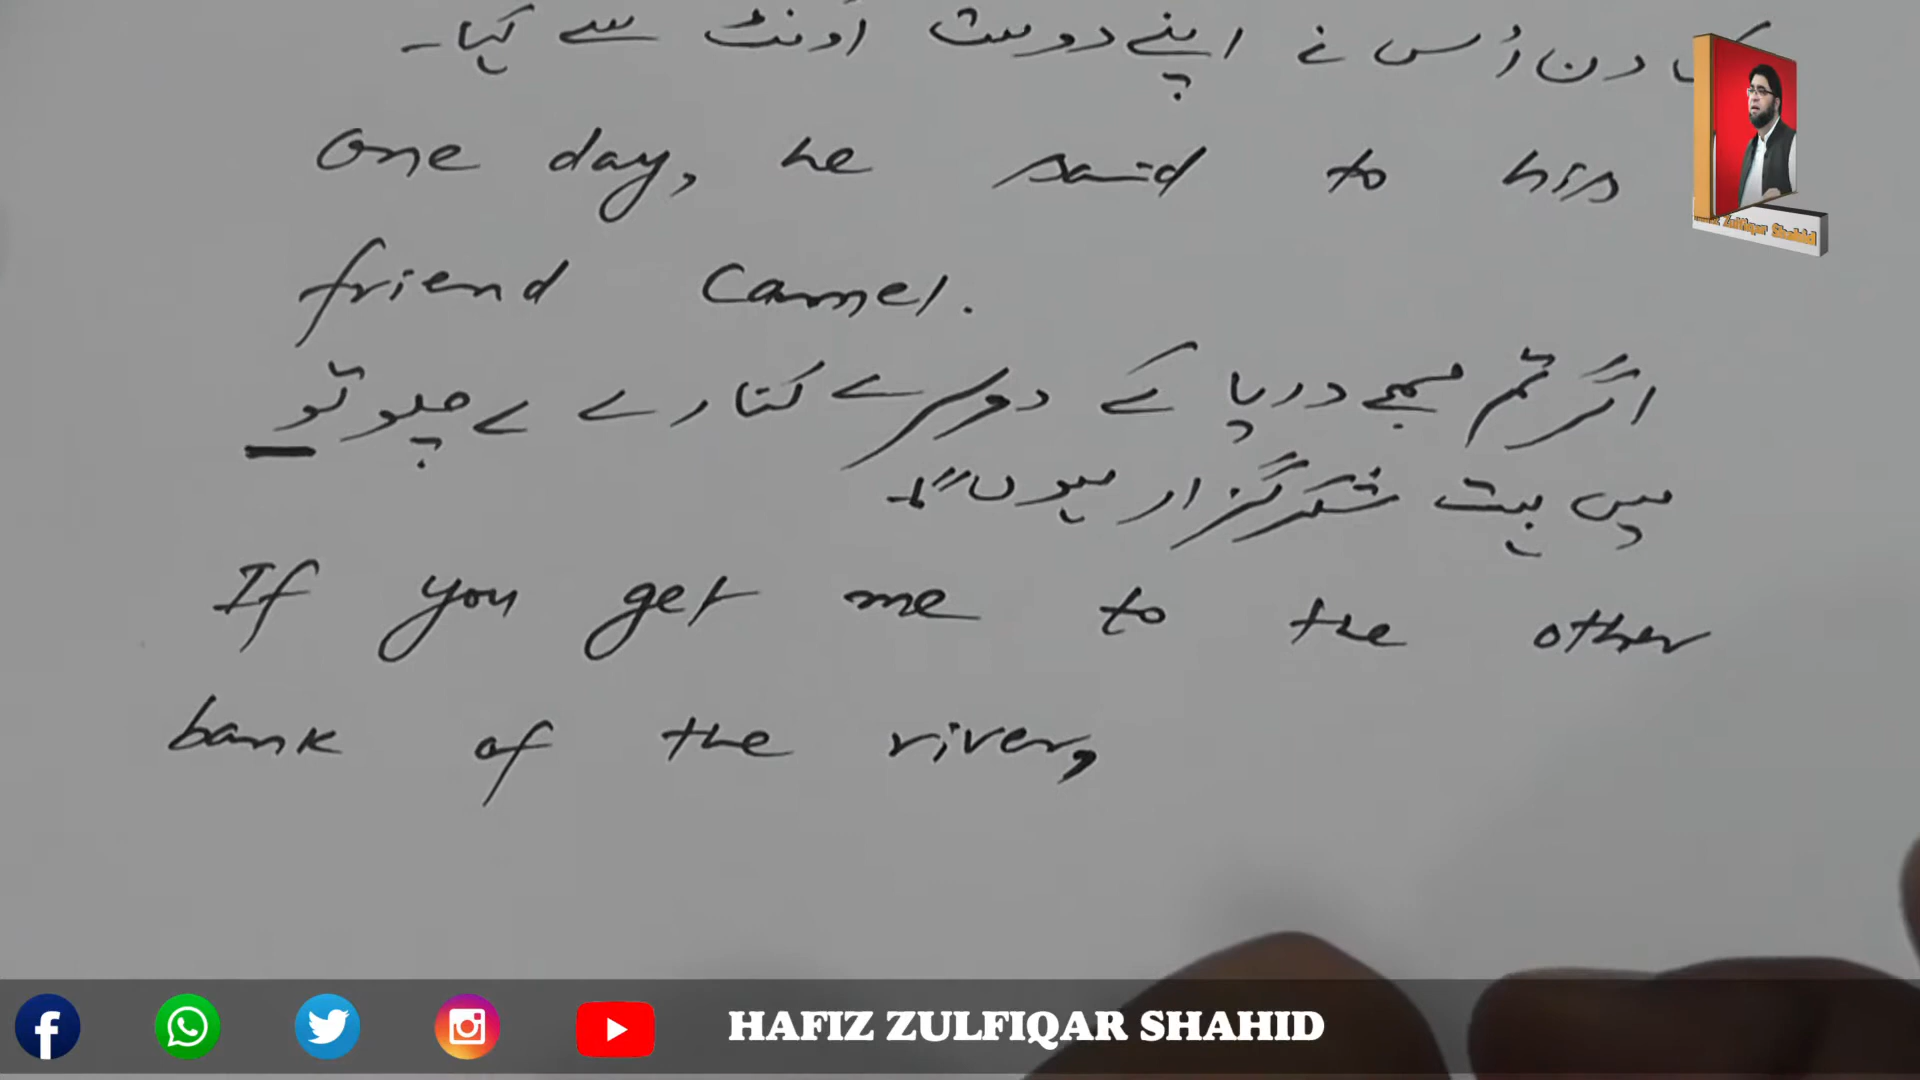 دن اُس نے اپنے دوست اونٹ سے کہا۔
One day, he said to his
friend Camel.
اگر تم مجھے دریا کے دوسرے کنارے لے چلو تو
میں بہت شکر گزار ہوں گا۔
If you get me to the other
bank of the river,
Zulfiqar Shahid
HAFIZ ZULFIQAR SHAHID